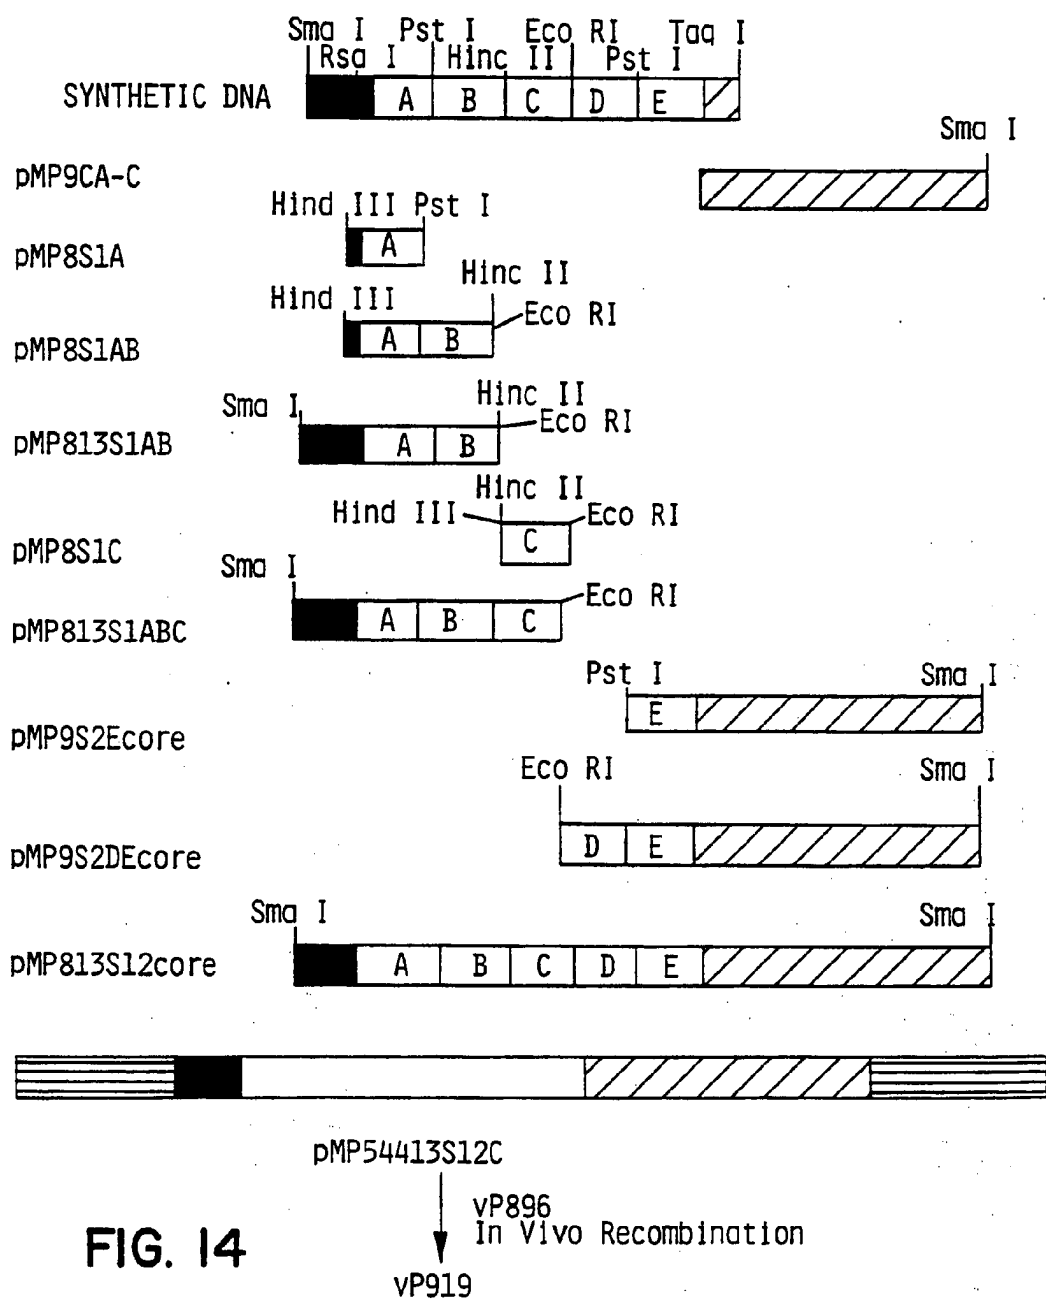 Sma I Pst I Eco RI Taq I
Rsa I Hinc II Pst I
SYNTHETIC DNA A B C D E
Sma I
pMP9CA-C
Hind III Pst I
pMP8S1A A
Hinc II
Hind III
Eco RI
pMP8S1AB A B
Hinc II
Sma I
Eco RI
pMP813S1AB A B
Hinc II
Hind III Eco RI
pMP8S1C C
Sma I
Eco RI
pMP813S1ABC A B C
Pst I Sma I
pMP9S2Ecore E
Eco RI Sma I
pMP9S2DEcore D E
Sma I Sma I
pMP813S12core A B C D E
pMP54413S12C
vP896
In Vivo Recombination
FIG. 14
vP919